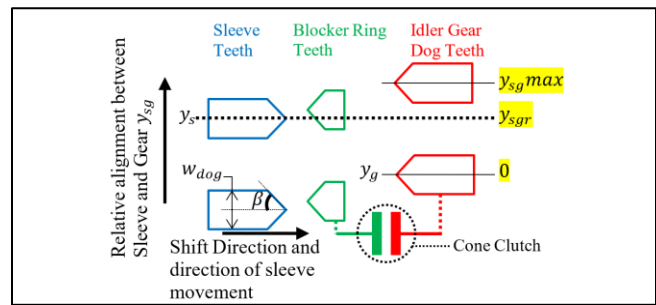 Sleeve Teeth
Blocker Ring Teeth
Idler Gear Dog Teeth
Relative alignment between Sleeve and Gear y_sg
y_sg max
y_s
y_sgr
w_dog
β
y_g
0
Shift Direction and
direction of sleeve
movement
Cone Clutch